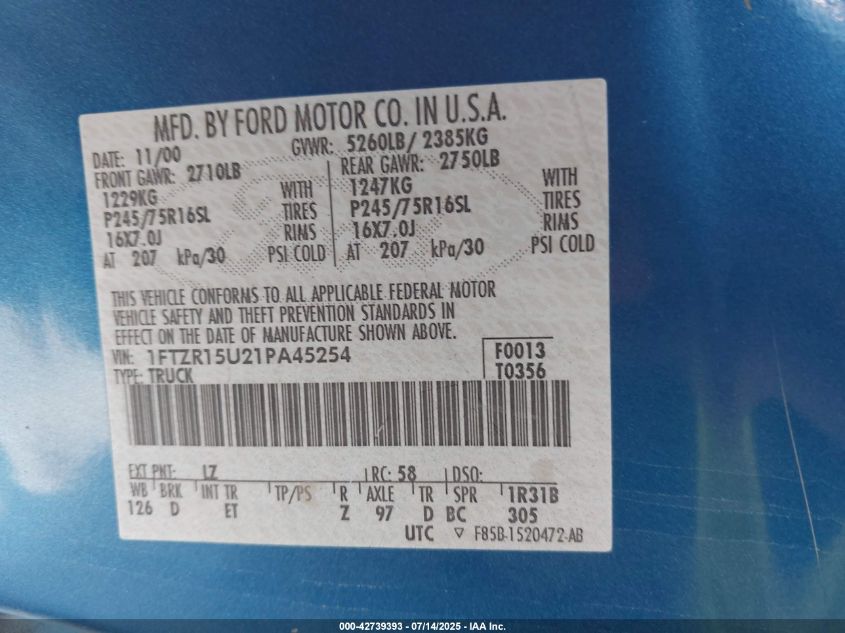 MFD. BY FORD MOTOR CO. IN U.S.A.
DATE: 11/00 GVWR: 5260LB/ 2385KG
FRONT GAWR: 2710LB REAR GAWR: 2750LB
1229KG WITH 1247KG WITH
P245/75R16SL TIRES P245/75R16SL TIRES
16X7.0J RIMS 16X7.0J RIMS
AT 207 kPa/30 PSI COLD AT 207 kPa/30 PSI COLD
THIS VEHICLE CONFORMS TO ALL APPLICABLE FEDERAL MOTOR
VEHICLE SAFETY AND THEFT PREVENTION STANDARDS IN
EFFECT ON THE DATE OF MANUFACTURE SHOWN ABOVE.
VIN: 1FTZR15U21PA45254 F0013
TYPE: TRUCK T0356
EXT PNT: LZ RC: 58 DSO:
WB BRK INT TR TP/PS R AXLE TR SPR 1R31B
126 D ET Z 97 D BC 305
UTC ▽ F85B-1520472-AB
000-42739393 - 07/14/2025 - IAA Inc.